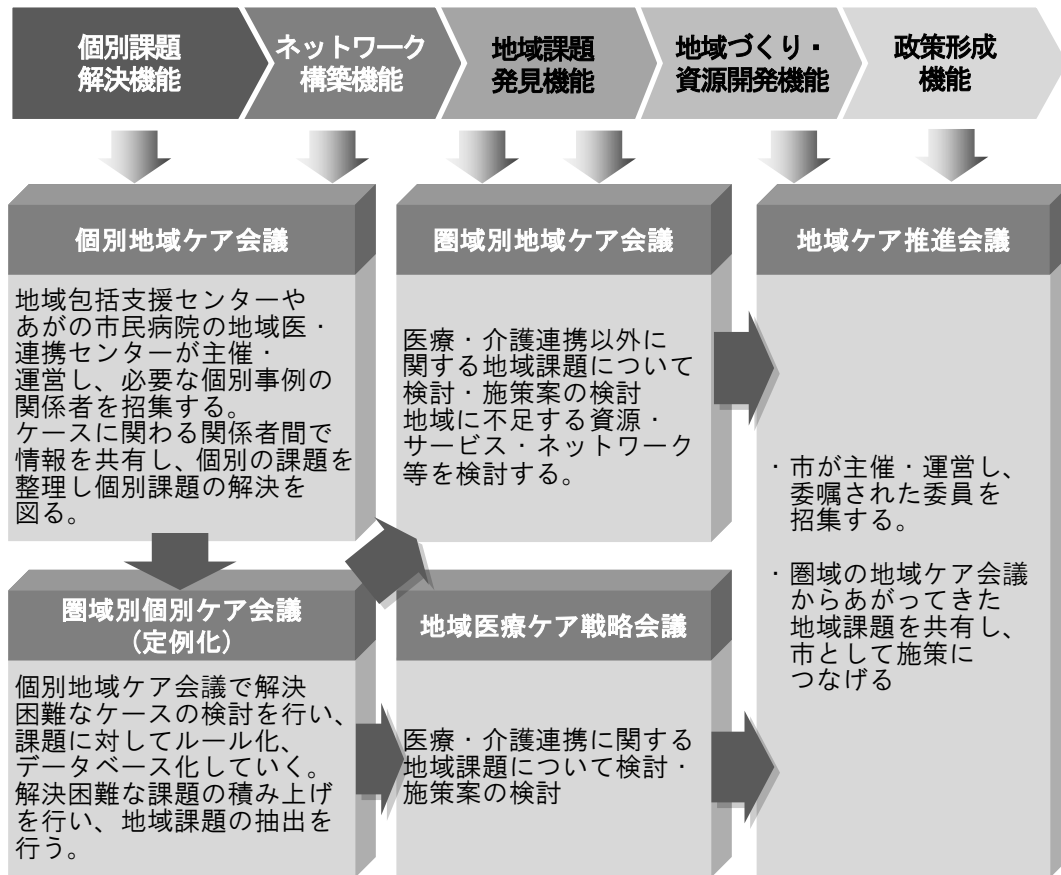 個別課題
解決機能
ネットワーク
構築機能
地域課題
発見機能
地域づくり・
資源開発機能
政策形成
機能
個別地域ケア会議
地域包括支援センターや
あがの市民病院の地域医・
連携センターが主催・
運営し、必要な個別事例の
関係者を招集する。
ケースに関わる関係者間で
情報を共有し、個別の課題を
整理し個別課題の解決を
図る。
圏域別地域ケア会議
医療・介護連携以外に
関する地域課題について
検討・施策案の検討
地域に不足する資源・
サービス・ネットワーク
等を検討する。
地域ケア推進会議
・市が主催・運営し、
委嘱された委員を
招集する。
・圏域の地域ケア会議
からあがってきた
地域課題を共有し、
市として施策に
つなげる
圏域別個別ケア会議
(定例化)
個別地域ケア会議で解決
困難なケースの検討を行い、
課題に対してルール化、
データベース化していく。
解決困難な課題の積み上げ
を行い、地域課題の抽出を
行う。
地域医療ケア戦略会議
医療・介護連携に関する
地域課題について検討・
施策案の検討